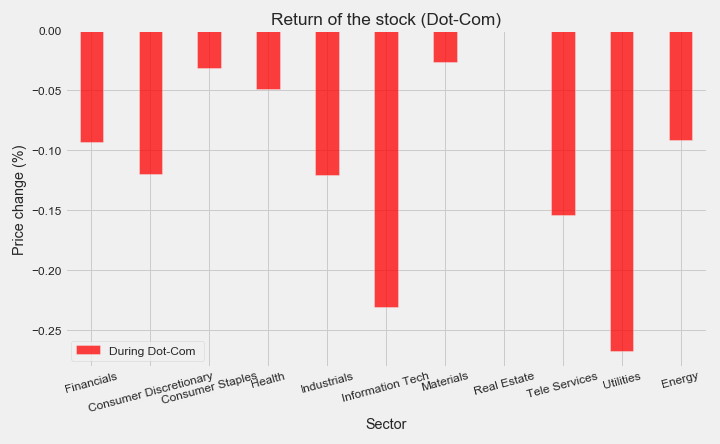 Return of the stock (Dot-Com)
Price change (%)
0.00
−0.05
−0.10
−0.15
−0.20
−0.25
During Dot-Com
Financials
Consumer Discretionary
Consumer Staples
Health
Industrials
Information Tech
Materials
Real Estate
Tele Services
Utilities
Energy
Sector